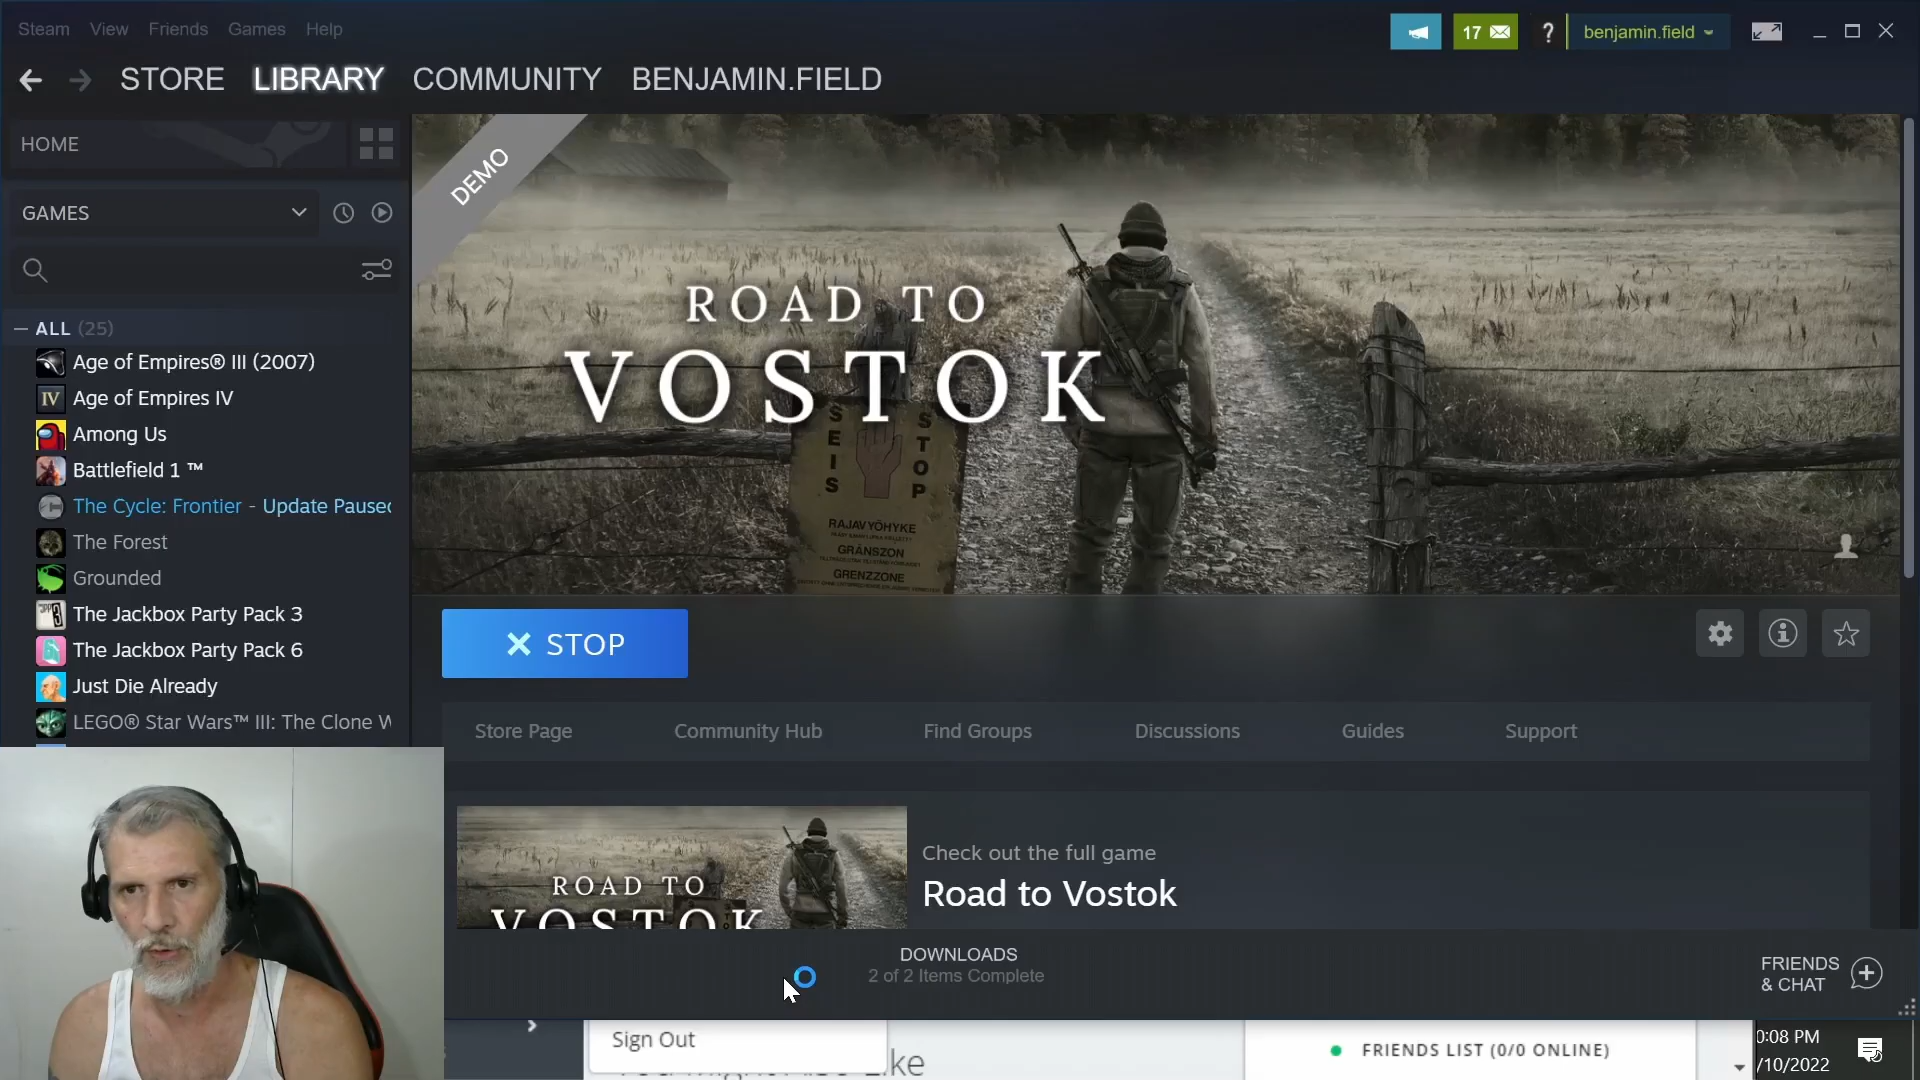 Steam View Friends Games Help
17 ? benjamin.field
STORE LIBRARY COMMUNITY BENJAMIN.FIELD
HOME
GAMES
ALL (25)
Age of Empires® III (2007)
IV Age of Empires IV
Among Us
Battlefield 1 ™
The Cycle: Frontier - Update Paused
The Forest
Grounded
The Jackbox Party Pack 3
The Jackbox Party Pack 6
Just Die Already
LEGO® Star Wars™ III: The Clone W
DEMO
ROAD TO
VOSTOK
SEIS STOP
RAJAVYÖHYKE
GRÄNSZON
GRENZZONE
STOP
Store Page Community Hub Find Groups Discussions Guides Support
ROAD TO
VOSTOK
Check out the full game
Road to Vostok
DOWNLOADS
2 of 2 Items Complete
FRIENDS
& CHAT
Sign Out
FRIENDS LIST (0/0 ONLINE)
0:08 PM
/10/2022